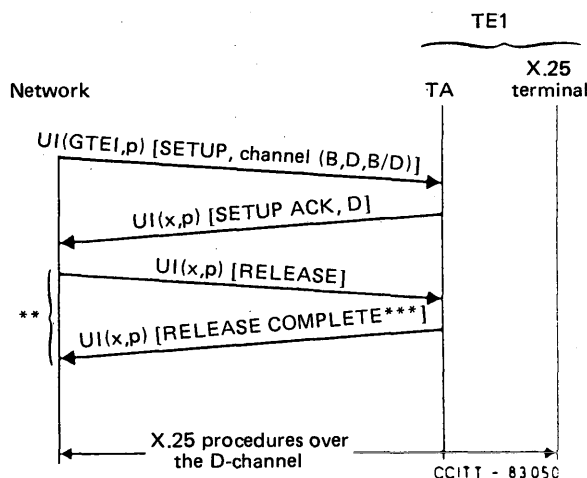 TE1
X.25
Network
TA
terminal
UI(GTEI,p) [SETUP, channel (B,D,B/D)]
UI(x,p) [SETUP ACK, D]
UI(x,p) [RELEASE]
**
UI(x,p) [RELEASE COMPLETE***]
X.25 procedures over
the D-channel
CCITT - 83050